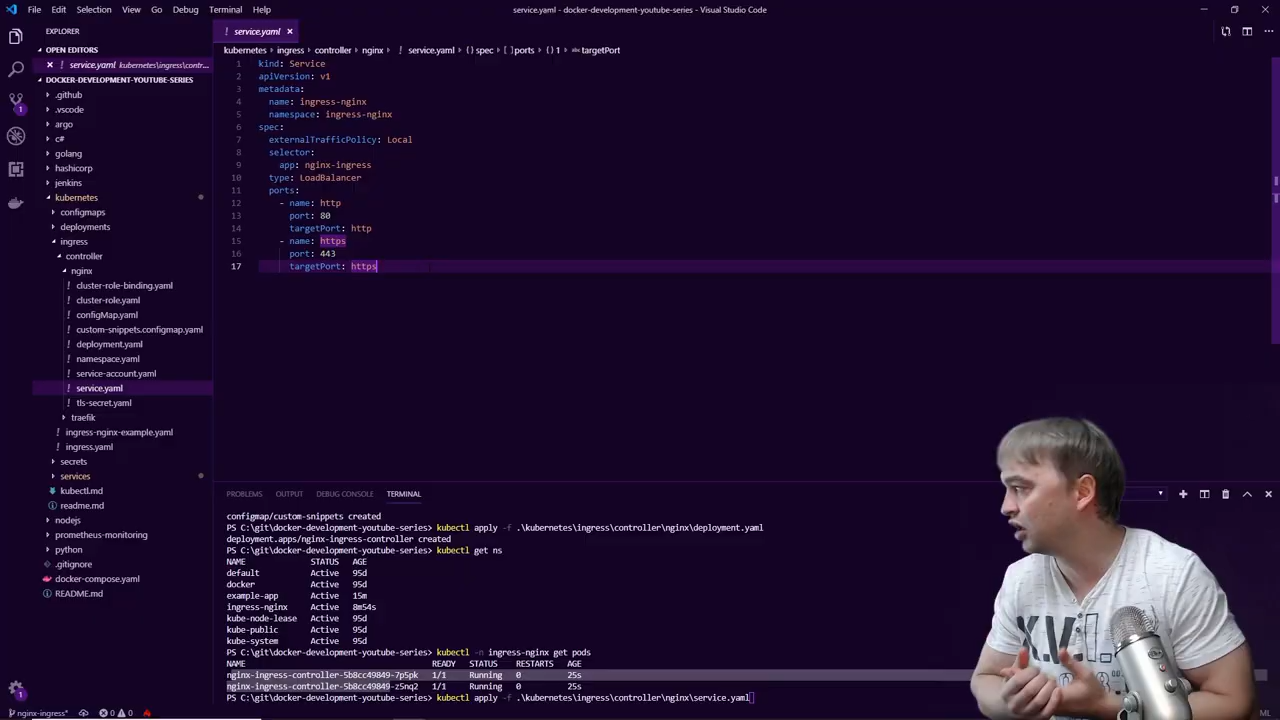 File Edit Selection View Go Debug Terminal Help
service.yaml - docker-development-youtube-series - Visual Studio Code
EXPLORER
OPEN EDITORS
service.yaml kubernetes\ingress\contr...
DOCKER-DEVELOPMENT-YOUTUBE-SERIES
.github
.vscode
argo
c#
golang
hashicorp
jenkins
kubernetes
configmaps
deployments
ingress
controller
nginx
cluster-role-binding.yaml
cluster-role.yaml
configMap.yaml
custom-snippets.configmap.yaml
deployment.yaml
namespace.yaml
service-account.yaml
service.yaml
tls-secret.yaml
traefik
ingress-nginx-example.yaml
ingress.yaml
secrets
services
kubectl.md
readme.md
nodejs
prometheus-monitoring
python
.gitignore
docker-compose.yaml
README.md
service.yaml
kubernetes > ingress > controller > nginx > ! service.yaml > {} spec > [ ] ports > {} 1 > abc targetPort
1 kind: Service
2 apiVersion: v1
3 metadata:
4 name: ingress-nginx
5 namespace: ingress-nginx
6 spec:
7 externalTrafficPolicy: Local
8 selector:
9 app: nginx-ingress
10 type: LoadBalancer
11 ports:
12 - name: http
13 port: 80
14 targetPort: http
15 - name: https
16 port: 443
17 targetPort: https
PROBLEMS OUTPUT DEBUG CONSOLE TERMINAL
configmap/custom-snippets created
PS C:\git\docker-development-youtube-series> kubectl apply -f .\kubernetes\ingress\controller\nginx\deployment.yaml
deployment.apps/nginx-ingress-controller created
PS C:\git\docker-development-youtube-series> kubectl get ns
NAME STATUS AGE
default Active 95d
docker Active 95d
example-app Active 15m
ingress-nginx Active 8m54s
kube-node-lease Active 95d
kube-public Active 95d
kube-system Active 95d
PS C:\git\docker-development-youtube-series> kubectl -n ingress-nginx get pods
NAME READY STATUS RESTARTS AGE
nginx-ingress-controller-5b8cc49849-7p5pk 1/1 Running 0 25s
nginx-ingress-controller-5b8cc49849-z5nq2 1/1 Running 0 25s
PS C:\git\docker-development-youtube-series> kubectl apply -f .\kubernetes\ingress\controller\nginx\service.yaml
nginx-ingress* 0 0